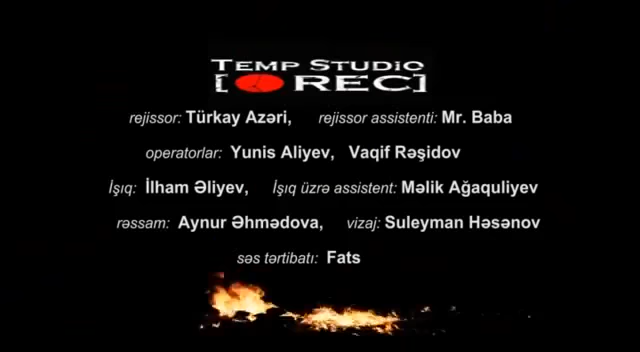 TEMP STUDIO
[ REC]
rejissor: Türkay Azəri, rejissor assistenti: Mr. Baba
operatorlar: Yunis Aliyev, Vaqif Rəşidov
İşıq: İlham Əliyev, İşıq üzrə assistent: Məlik Ağaquliyev
rəssam: Aynur Əhmədova, vizaj: Suleyman Həsənov
səs tərtibatı: Fats